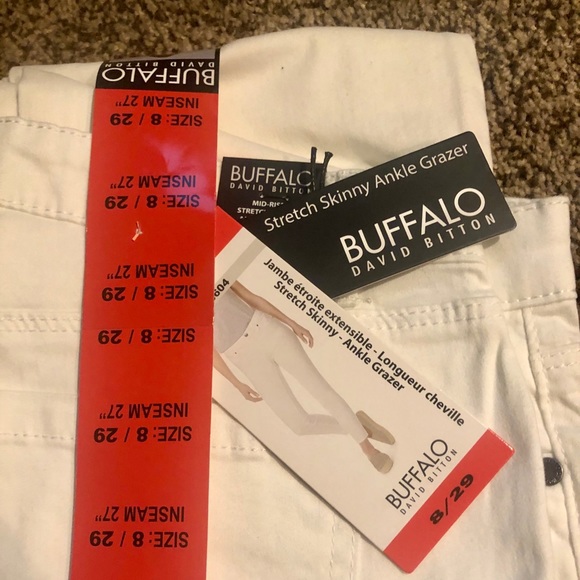 BUFFALO
DAVID BITTON
SIZE: 8 / 29
INSEAM 27"
SIZE: 8 / 29
INSEAM 27"
SIZE: 8 / 29
INSEAM 27"
SIZE: 8 / 29
SIZE: 8 / 29
INSEAM 27"
SIZE: 8 / 29
INSEAM 27"
BUFFALO
DAVID BITTON
MID-RIS
STRETCH
Stretch Skinny Ankle Grazer
BUFFALO
DAVID BITTON
604
Jambe étroite extensible - Longueur cheville
Stretch Skinny - Ankle Grazer
BUFFALO
DAVID BITTON
8/29